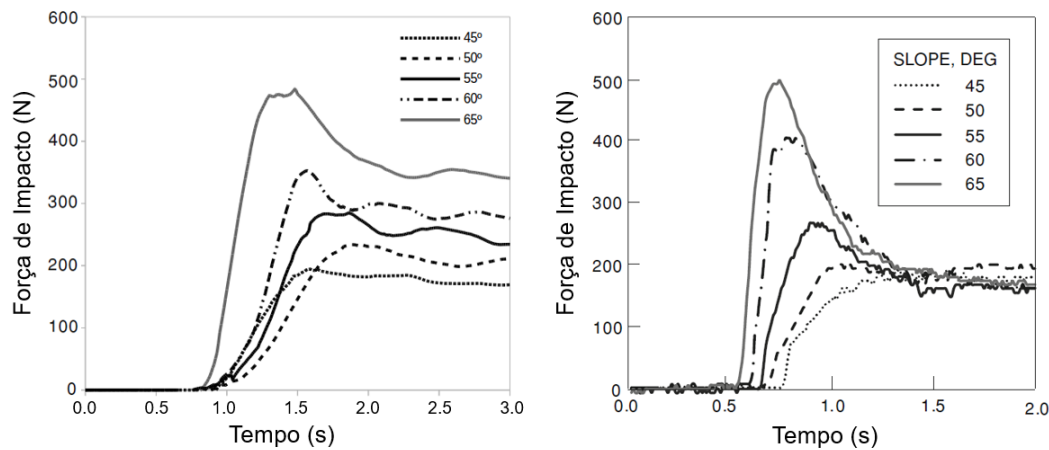 600
500
400
300
200
100
0
Força de Impacto (N)
45º
50º
55º
60º
65º
0.0 0.5 1.0 1.5 2.0 2.5 3.0
Tempo (s)
600
500
400
300
200
100
0
Força de Impacto (N)
SLOPE, DEG
45
50
55
60
65
0.0 0.5 1.0 1.5 2.0
Tempo (s)